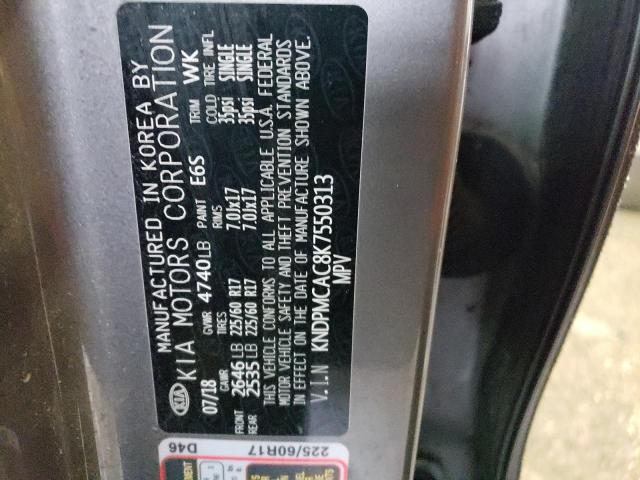 MANUFACTURED IN KOREA BY
KIA KIA MOTORS CORPORATION
07/18 GVWR 4740LB PAINT E6S TRIM WK
GAWR TIRES RIMS COLD TIRE INFL
FRONT 2646LB 225/60 R17 7.0Jx17 35psi SINGLE
REAR 2535LB 225/60 R17 7.0Jx17 35psi SINGLE
THIS VEHICLE CONFORMS TO ALL APPLICABLE U.S.A. FEDERAL
MOTOR VEHICLE SAFETY AND THEFT PREVENTION STANDARDS
IN EFFECT ON THE DATE OF MANUFACTURE SHOWN ABOVE.
V.I.N KNDPMCAC8K7550313
MPV
D46
225/60R17